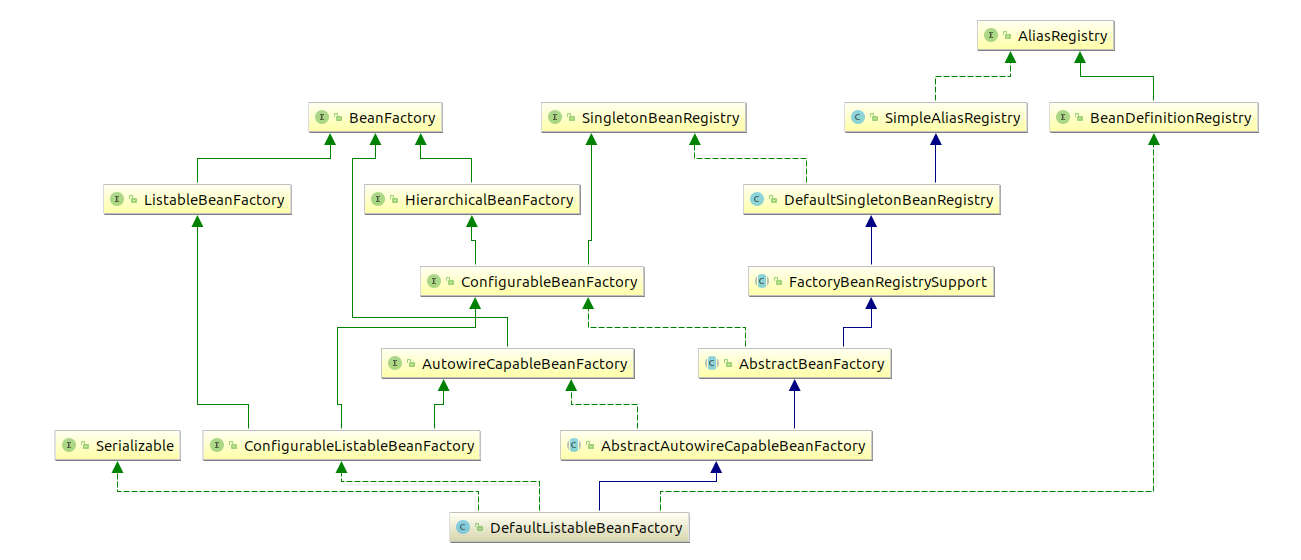 AliasRegistry
BeanFactory
SingletonBeanRegistry
SimpleAliasRegistry
BeanDefinitionRegistry
ListableBeanFactory
HierarchicalBeanFactory
DefaultSingletonBeanRegistry
ConfigurableBeanFactory
FactoryBeanRegistrySupport
AutowireCapableBeanFactory
AbstractBeanFactory
Serializable
ConfigurableListableBeanFactory
AbstractAutowireCapableBeanFactory
DefaultListableBeanFactory